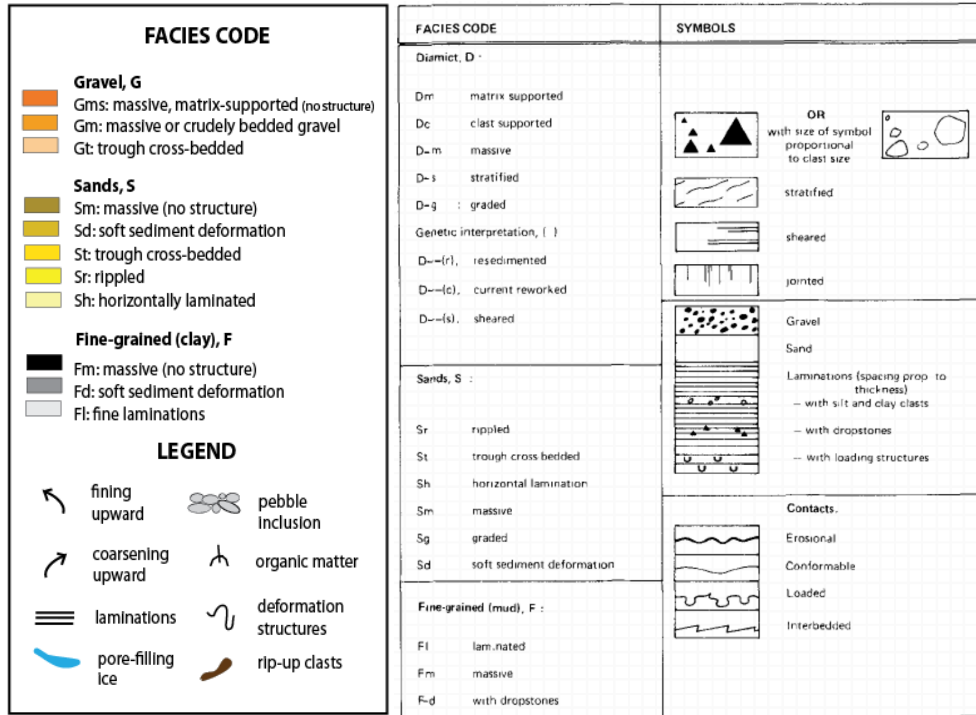 FACIES CODE
Gravel, G
Gms: massive, matrix-supported (no structure)
Gm: massive or crudely bedded gravel
Gt: trough cross-bedded
Sands, S
Sm: massive (no structure)
Sd: soft sediment deformation
St: trough cross-bedded
Sr: rippled
Sh: horizontally laminated
Fine-grained (clay), F
Fm: massive (no structure)
Fd: soft sediment deformation
Fl: fine laminations
LEGEND
fining
upward
pebble
inclusion
coarsening
upward
organic matter
laminations
deformation
structures
pore-filling
ice
rip-up clasts
FACIES CODE
Diamict, D :
Dm matrix supported
Dc clast supported
D-m massive
D-s stratified
D-g : graded
Genetic interpretation, ( )
D--(r), resedimented
D--(c), current reworked
D--(s), sheared
Sands, S :
Sr rippled
St trough cross bedded
Sh horizontal lamination
Sm massive
Sg graded
Sd soft sediment deformation
Fine-grained (mud), F :
Fl lam.nated
Fm massive
F-d with dropstones
SYMBOLS
OR
with size of symbol
proportional
to clast size
stratified
sheared
jointed
Gravel
Sand
Laminations (spacing prop to
thickness)
– with silt and clay clasts
– with dropstones
– with loading structures
Contacts.
Erosional
Conformable
Loaded
Interbedded